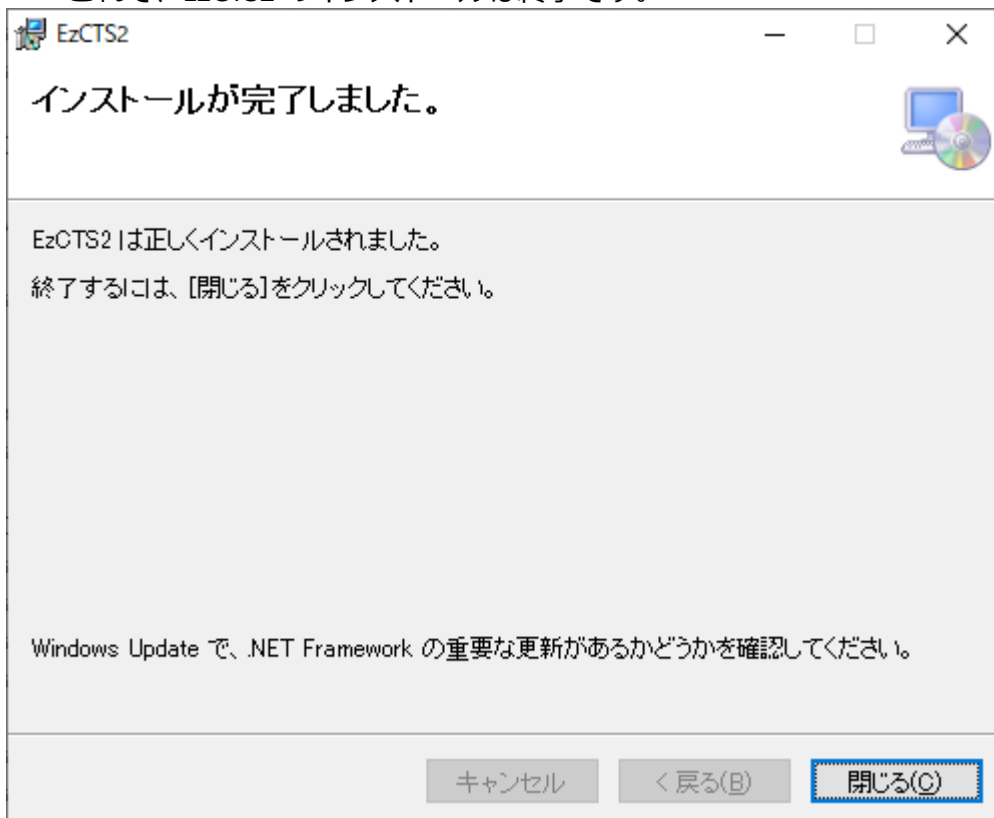 EzCTS2
インストールが完了しました。
EzCTS2 は正しくインストールされました。
終了するには、[閉じる]をクリックしてください。
Windows Update で、.NET Framework の重要な更新があるかどうかを確認してください。
キャンセル
< 戻る(B)
閉じる(C)